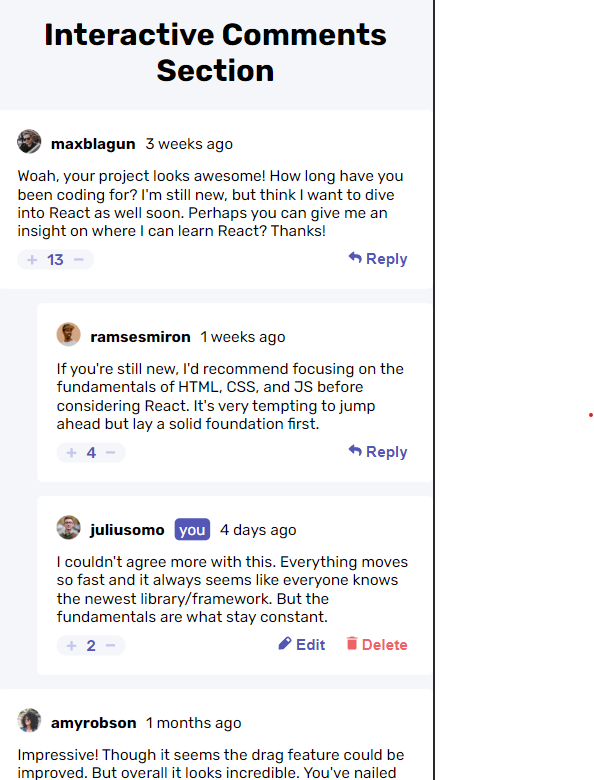 Interactive Comments
Section
maxblagun 3 weeks ago
Woah, your project looks awesome! How long have you
been coding for? I'm still new, but think I want to dive
into React as well soon. Perhaps you can give me an
insight on where I can learn React? Thanks!
+ 13 − Reply
ramsesmiron 1 weeks ago
If you're still new, I'd recommend focusing on the
fundamentals of HTML, CSS, and JS before
considering React. It's very tempting to jump
ahead but lay a solid foundation first.
+ 4 − Reply
juliusomo you 4 days ago
I couldn't agree more with this. Everything moves
so fast and it always seems like everyone knows
the newest library/framework. But the
fundamentals are what stay constant.
+ 2 − Edit Delete
amyrobson 1 months ago
Impressive! Though it seems the drag feature could be
improved. But overall it looks incredible. You've nailed